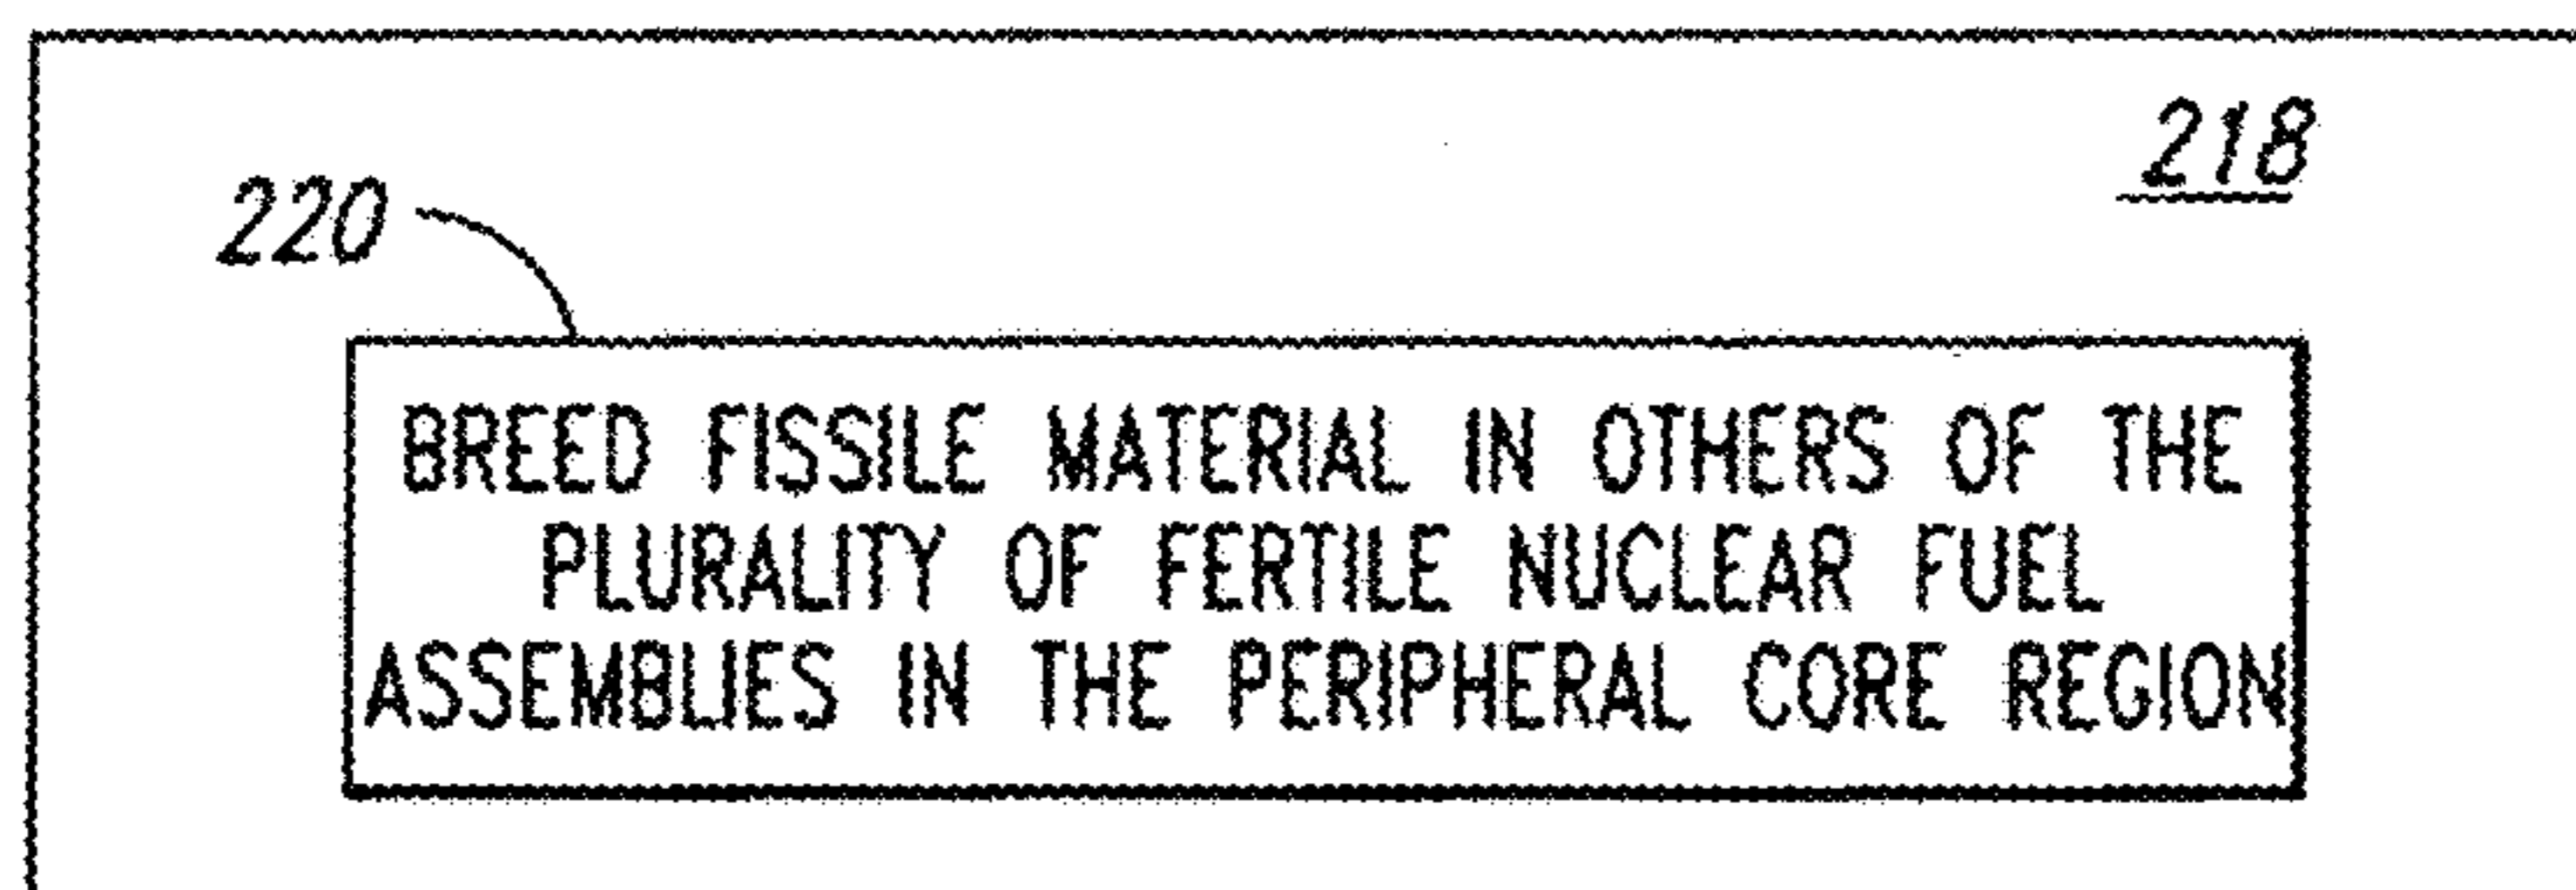 218
220
BREED FISSILE MATERIAL IN OTHERS OF THE
PLURALITY OF FERTILE NUCLEAR FUEL
ASSEMBLIES IN THE PERIPHERAL CORE REGION